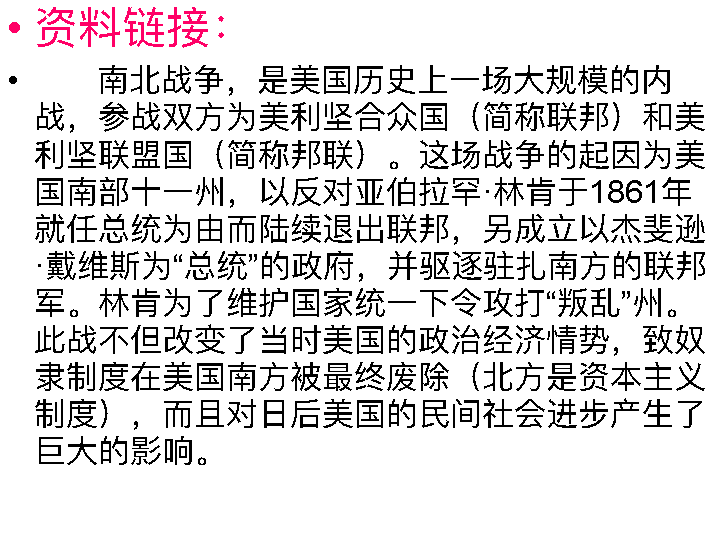 • 资料链接：
• 南北战争，是美国历史上一场大规模的内
战，参战双方为美利坚合众国（简称联邦）和美
利坚联盟国（简称邦联）。这场战争的起因为美
国南部十一州，以反对亚伯拉罕·林肯于1861年
就任总统为由而陆续退出联邦，另成立以杰斐逊
·戴维斯为“总统”的政府，并驱逐驻扎南方的联邦
军。林肯为了维护国家统一下令攻打“叛乱”州。
此战不但改变了当时美国的政治经济情势，致奴
隶制度在美国南方被最终废除（北方是资本主义
制度），而且对日后美国的民间社会进步产生了
巨大的影响。